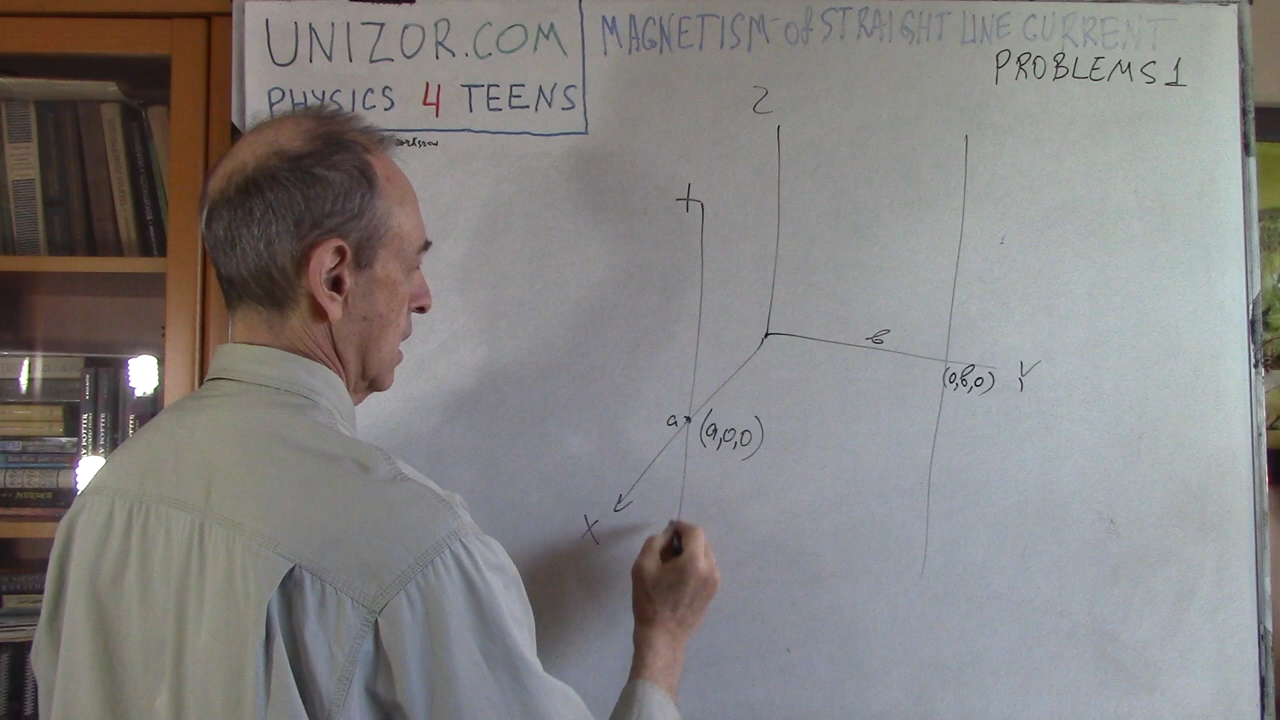 UNIZOR.COM
PHYSICS 4 TEENS
MAGNETISM of STRAIGHT LINE CURRENT
PROBLEMS 1
Z
+
b
(0,b,0) Y
a (a,0,0)
X